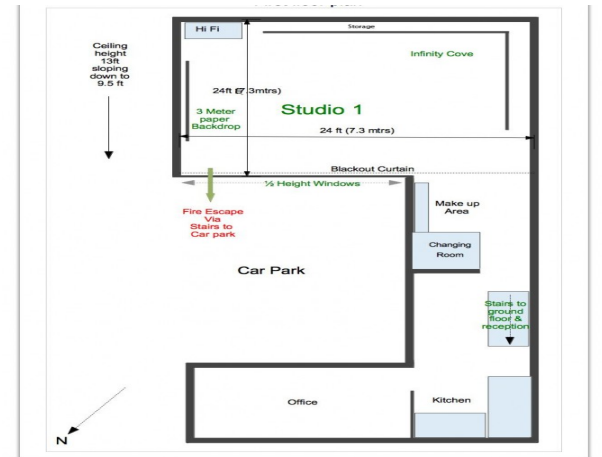 Hi Fi
Storage
Ceiling
height
13ft
sloping
down to
9.5 ft
Infinity Cove
24ft (7.3mtrs)
3 Meter
paper
Backdrop
Studio 1
24 ft (7.3 mtrs)
Blackout Curtain
½ Height Windows
Fire Escape
Via
Stairs to
Car park
Make up
Area
Changing
Room
Car Park
Stairs to
ground
floor &
reception
Office
Kitchen
N